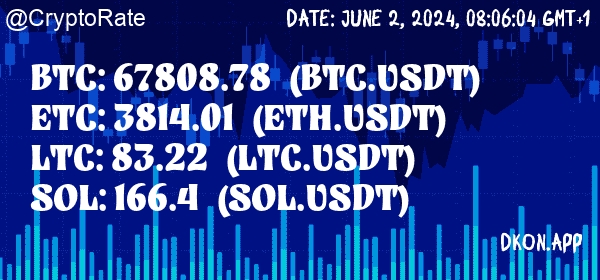 @CryptoRate
DATE: JUNE 2, 2024, 08:06:04 GMT+1
BTC: 67808.78 (BTC.USDT)
ETC: 3814.01 (ETH.USDT)
LTC: 83.22 (LTC.USDT)
SOL: 166.4 (SOL.USDT)
DKON.APP